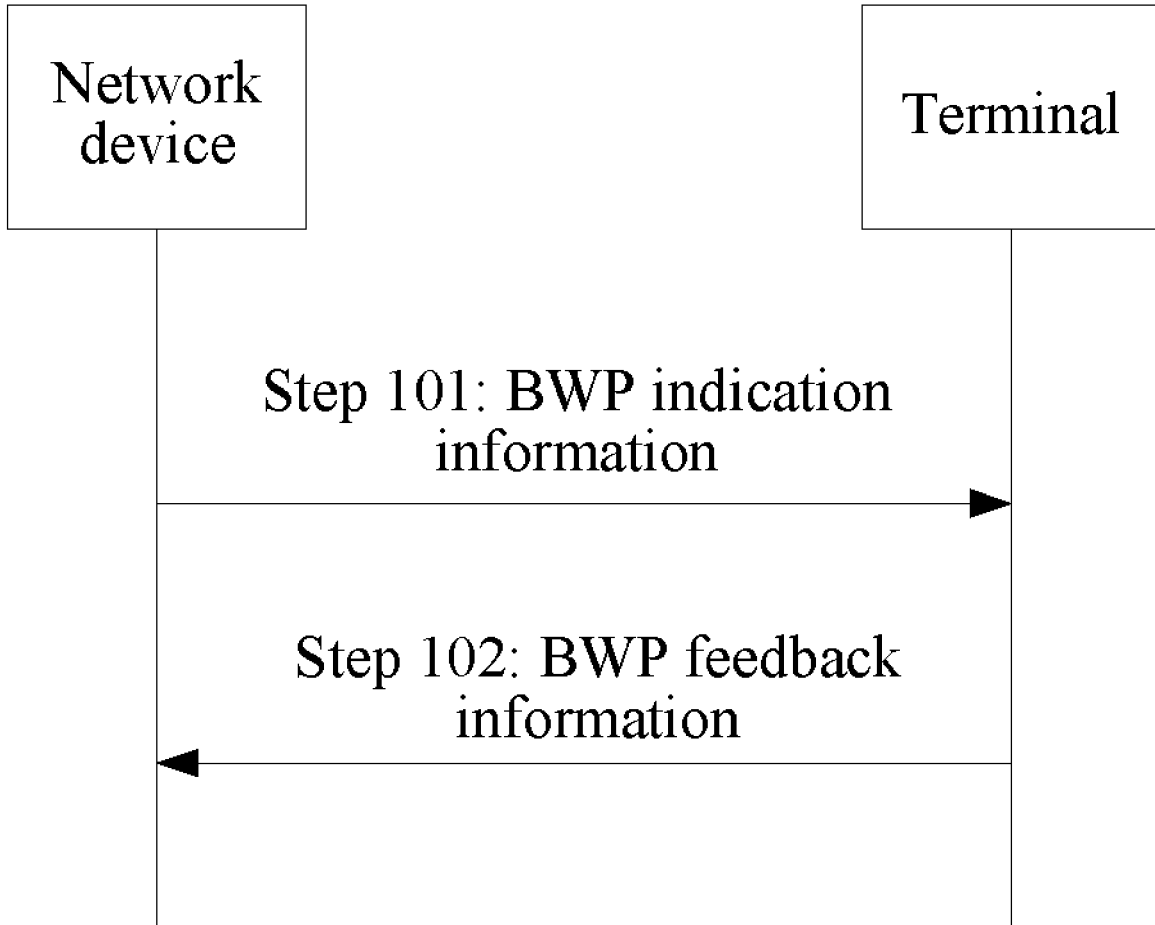 Network
device
Terminal
Step 101: BWP indication
information
Step 102: BWP feedback
information